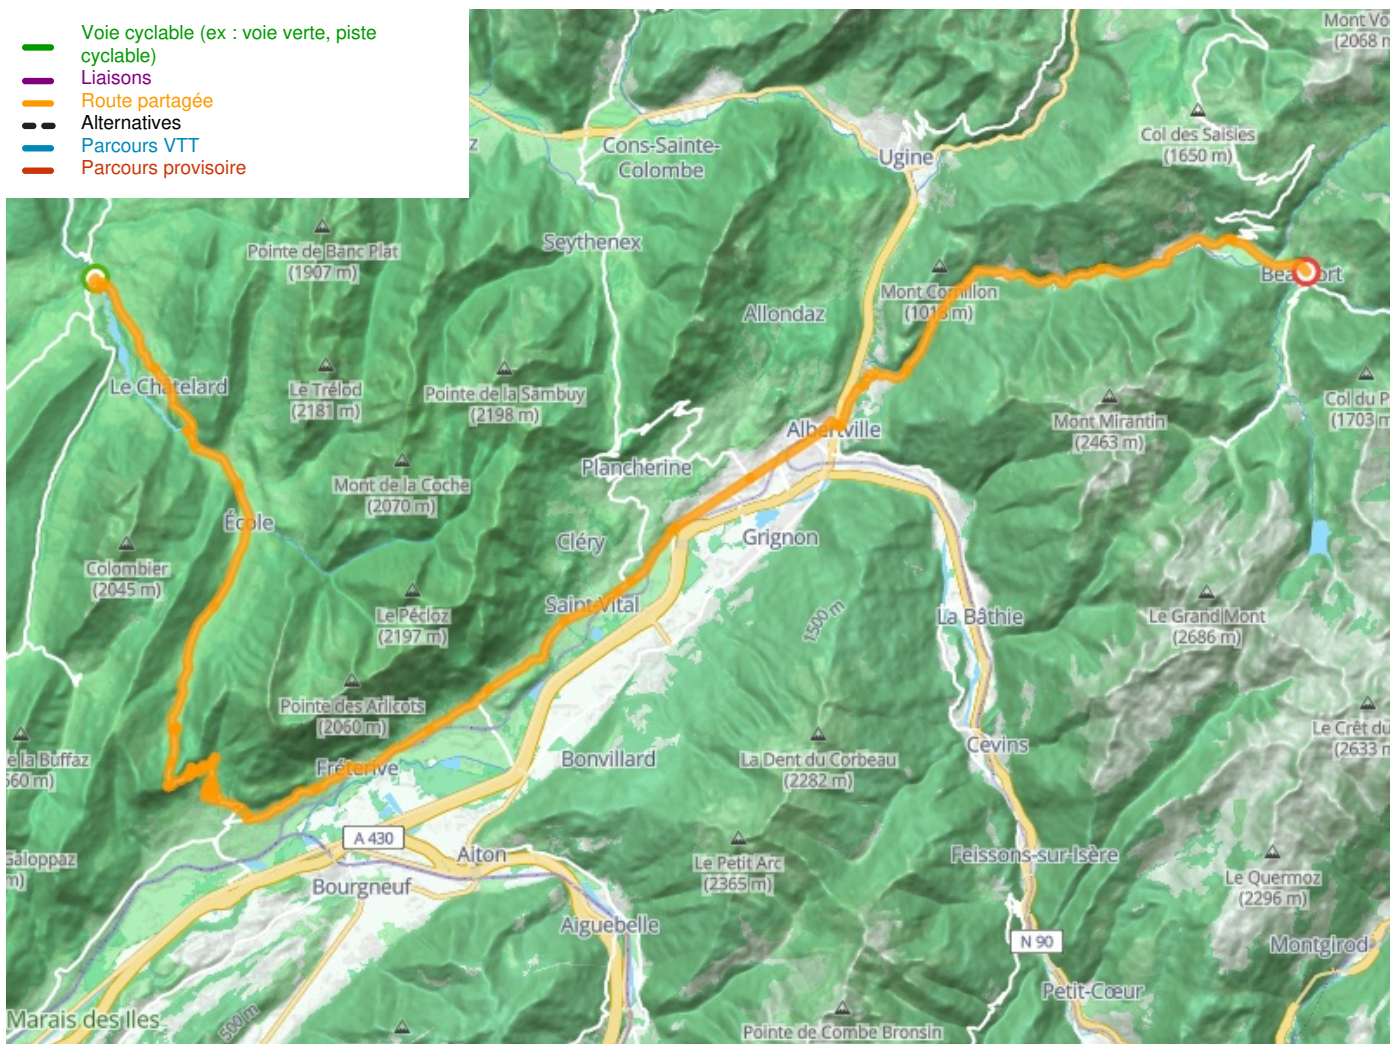 Voie cyclable (ex : voie verte, piste
cyclable)
Liaisons
Route partagée
Alternatives
Parcours VTT
Parcours provisoire
Mont Vo
(2068 m
Col des Saisies
(1650 m)
z
Cons-Sainte-
Colombe
Ugine
Pointe de Banc Plat
(1907 m)
Seythenex
Beaufort
Mont Cornillon
(1013 m)
Allondaz
Le Châtelard
Le Trélod
(2181 m)
Pointe de la Sambuy
(2198 m)
Col du P
(1703 m
Mont Mirantin
(2463 m)
Albertville
Plancherine
Mont de la Coche
(2070 m)
École
Cléry
Grignon
Colombier
(2045 m)
Le Pécloz
(2197 m)
Saint-Vital
1500 m
La Bâthie
Le Grand Mont
(2686 m)
Pointe des Arlicots
(2060 m)
Le Crêt du
(2633 m
e la Buffaz
560 m)
Fréterive
Bonvillard
La Dent du Corbeau
(2282 m)
Cevins
A 430
Aiton
Galoppaz
m)
Bourgneuf
Le Petit Arc
(2365 m)
Feissons-sur-Isère
Le Quermoz
(2296 m)
Aiguebelle
N 90
Montgirod
Petit-Cœur
Marais des Iles
500 m
Pointe de Combe Bronsin